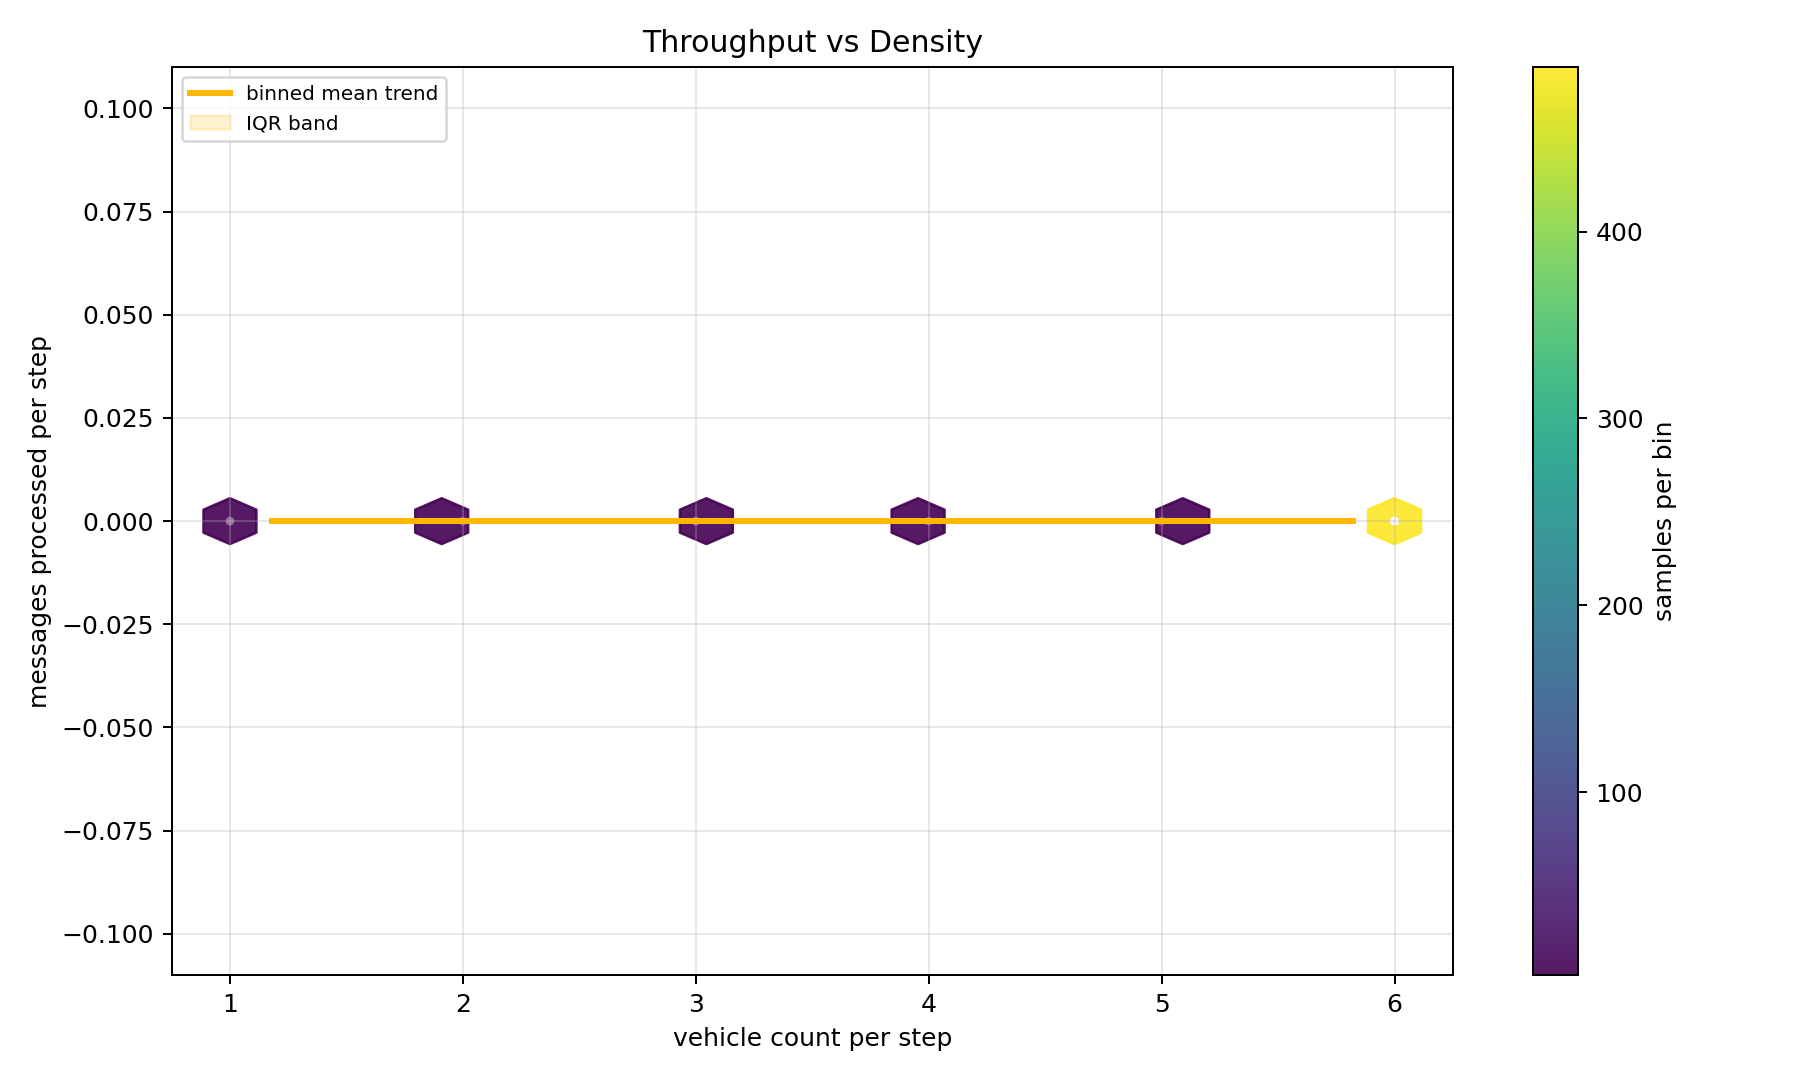 Throughput vs Density
binned mean trend
IQR band
messages processed per step
0.100
0.075
0.050
0.025
0.000
−0.025
−0.050
−0.075
−0.100
1 2 3 4 5 6
vehicle count per step
400
300
200
100
samples per bin